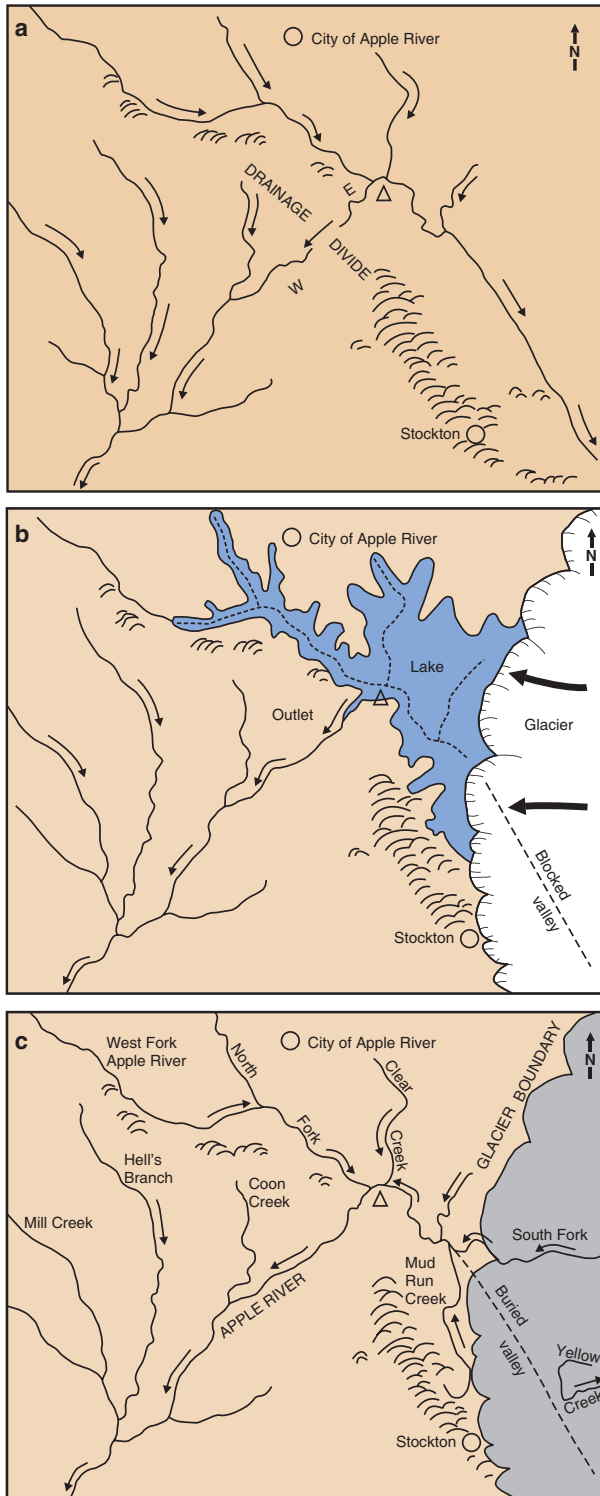 a
City of Apple River
N
DRAINAGE
E
DIVIDE
W
Stockton
b
City of Apple River
N
Lake
Outlet
Glacier
Blocked
valley
Stockton
c
City of Apple River
N
West Fork
Apple River
North
Fork
Clear
Creek
GLACIER BOUNDARY
Hell's
Branch
Coon
Creek
Mill Creek
South Fork
Mud
Run
Creek
APPLE RIVER
Buried
valley
Yellow
Creek
Stockton